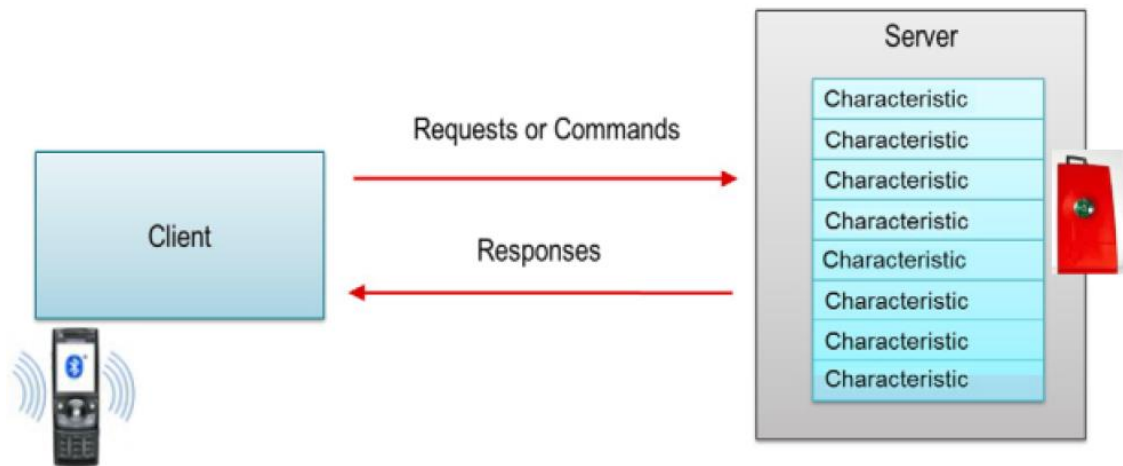 Server
Characteristic
Characteristic
Characteristic
Characteristic
Characteristic
Characteristic
Characteristic
Characteristic
Requests or Commands
Responses
Client